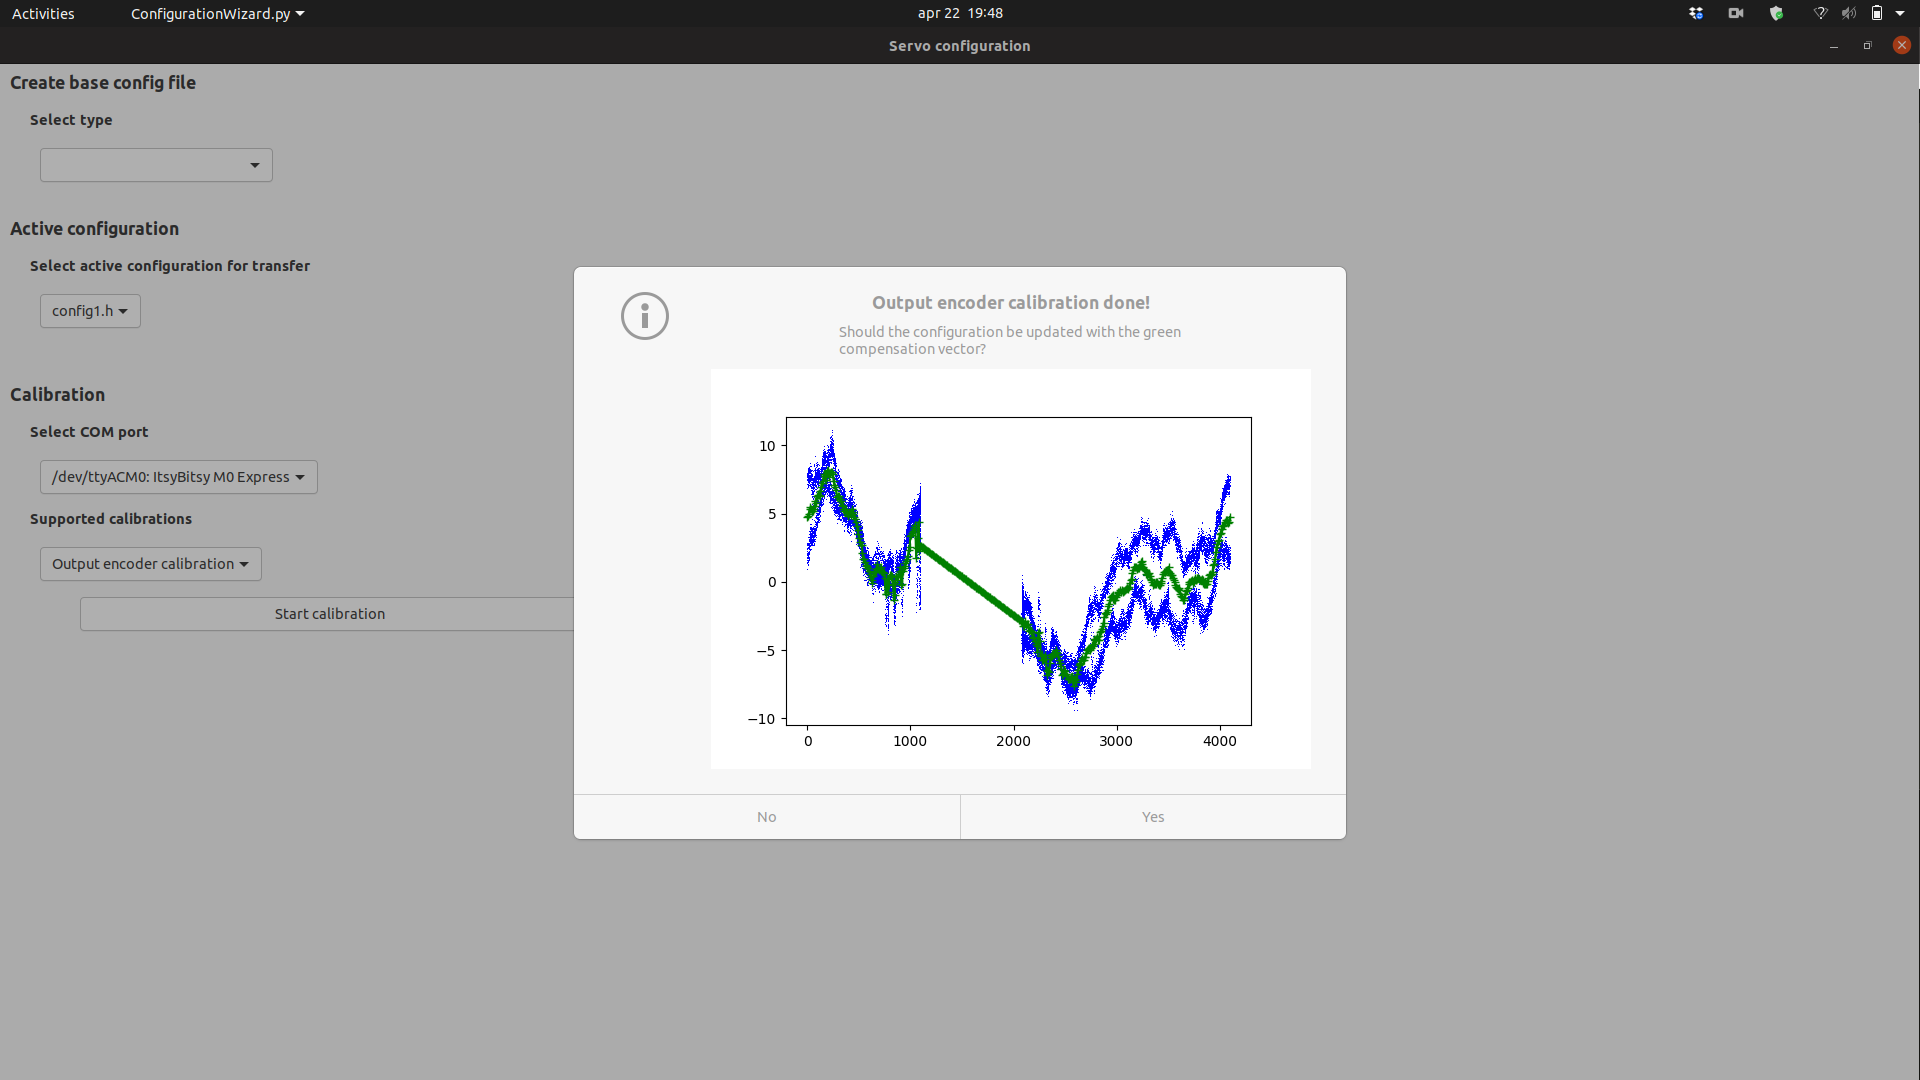 Activities
ConfigurationWizard.py
apr 22 19:48
Servo configuration
Create base config file
Select type
Active configuration
Select active configuration for transfer
config1.h
Calibration
Select COM port
/dev/ttyACM0: ItsyBitsy M0 Express
Supported calibrations
Output encoder calibration
Start calibration
Output encoder calibration done!
Should the configuration be updated with the green
compensation vector?
10
5
0
−5
−10
0 1000 2000 3000 4000
No
Yes